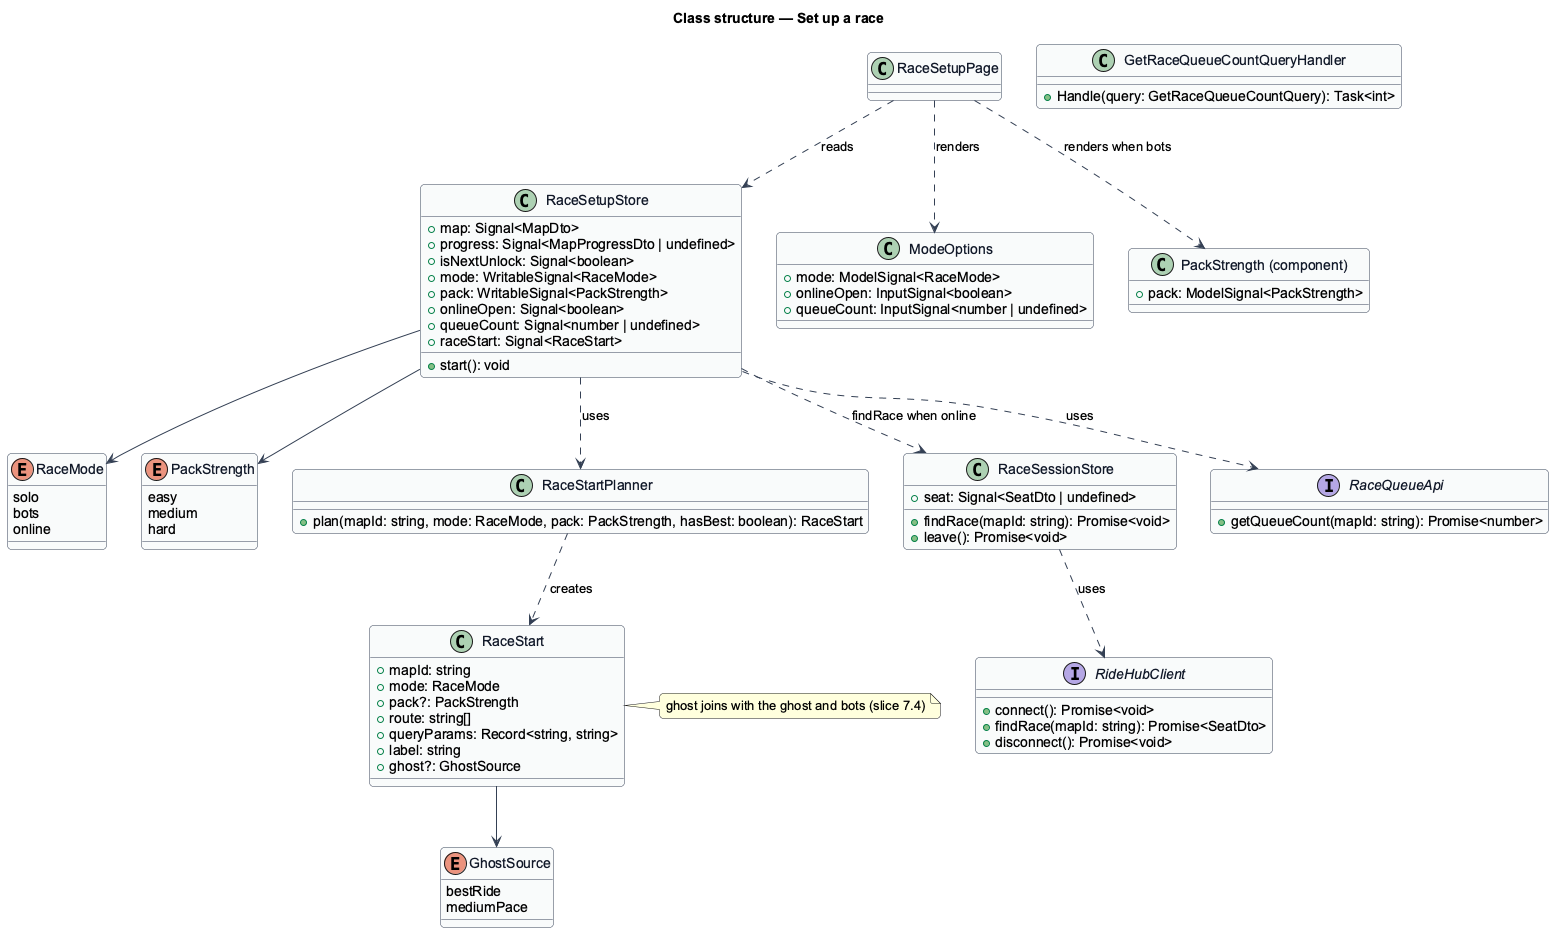 Class structure — Set up a race
C RaceSetupPage
C GetRaceQueueCountQueryHandler
Handle(query: GetRaceQueueCountQuery): Task<int>
reads
renders
renders when bots
C RaceSetupStore
map: Signal<MapDto>
progress: Signal<MapProgressDto | undefined>
isNextUnlock: Signal<boolean>
mode: WritableSignal<RaceMode>
pack: WritableSignal<PackStrength>
onlineOpen: Signal<boolean>
queueCount: Signal<number | undefined>
raceStart: Signal<RaceStart>
start(): void
C ModeOptions
mode: ModelSignal<RaceMode>
onlineOpen: InputSignal<boolean>
queueCount: InputSignal<number | undefined>
C PackStrength (component)
pack: ModelSignal<PackStrength>
uses
findRace when online
uses
E RaceMode
solo
bots
online
E PackStrength
easy
medium
hard
C RaceStartPlanner
plan(mapId: string, mode: RaceMode, pack: PackStrength, hasBest: boolean): RaceStart
C RaceSessionStore
seat: Signal<SeatDto | undefined>
findRace(mapId: string): Promise<void>
leave(): Promise<void>
I RaceQueueApi
getQueueCount(mapId: string): Promise<number>
creates
uses
C RaceStart
mapId: string
mode: RaceMode
pack?: PackStrength
route: string[]
queryParams: Record<string, string>
label: string
ghost?: GhostSource
ghost joins with the ghost and bots (slice 7.4)
I RideHubClient
connect(): Promise<void>
findRace(mapId: string): Promise<SeatDto>
disconnect(): Promise<void>
E GhostSource
bestRide
mediumPace